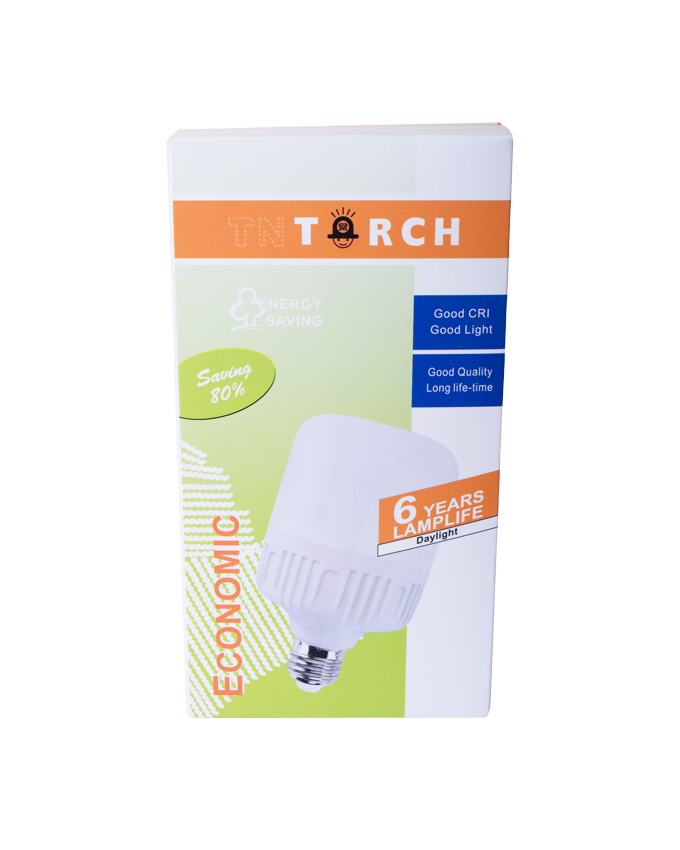 TNTORCH
ENERGY
SAVING
Good CRI
Good Light
Saving
80%
Good Quality
Long life-time
6 YEARS
LAMPLIFE
Daylight
ECONOMIC